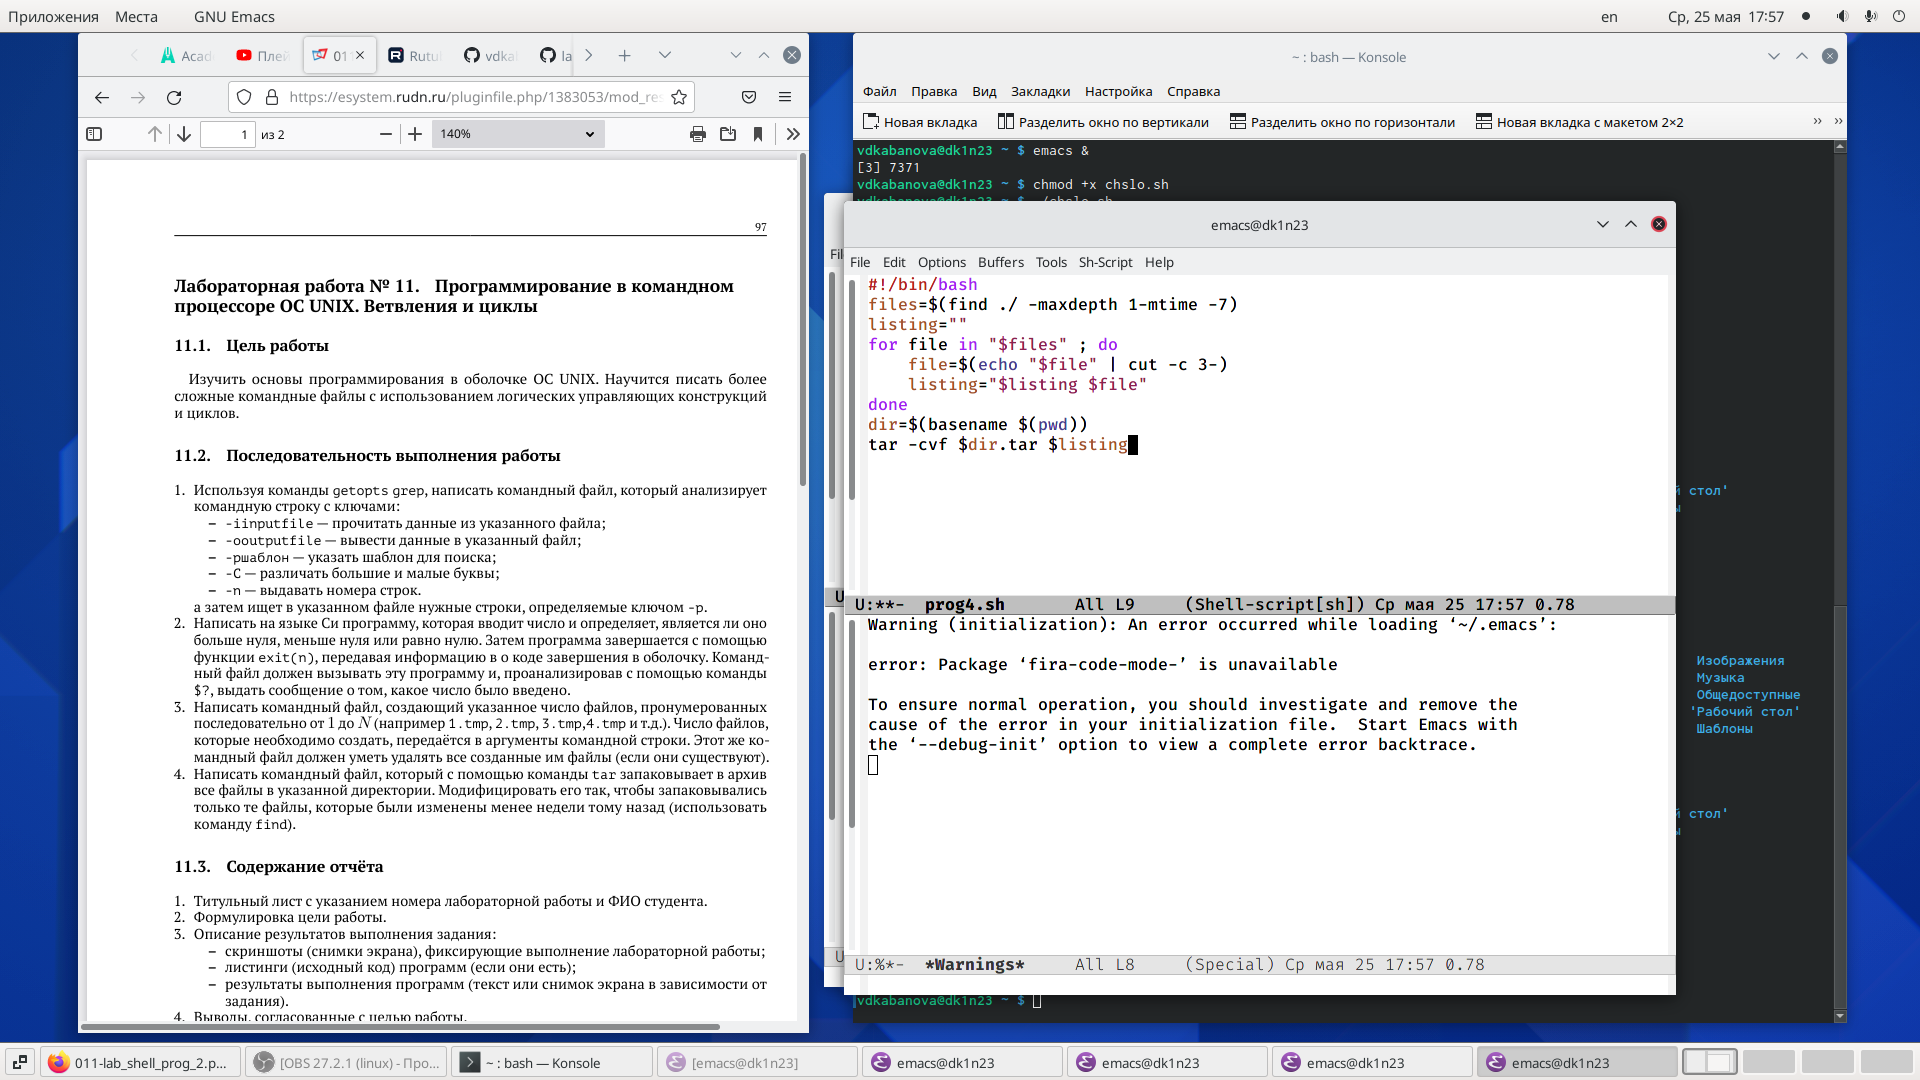 Приложения Места GNU Emacs en Ср, 25 мая 17:57
Acad Плей 011 Rutu vdka la
https://esystem.rudn.ru/pluginfile.php/1383053/mod_res
1 из 2 140%
97
Лабораторная работа № 11. Программирование в командном
процессоре ОС UNIX. Ветвления и циклы
11.1. Цель работы
Изучить основы программирования в оболочке ОС UNIX. Научится писать более
сложные командные файлы с использованием логических управляющих конструкций
и циклов.
11.2. Последовательность выполнения работы
1. Используя команды getopts grep, написать командный файл, который анализирует
командную строку с ключами:
– -iinputfile — прочитать данные из указанного файла;
– -ooutputfile — вывести данные в указанный файл;
– -pшаблон — указать шаблон для поиска;
– -C — различать большие и малые буквы;
– -n — выдавать номера строк.
а затем ищет в указанном файле нужные строки, определяемые ключом -p.
2. Написать на языке Си программу, которая вводит число и определяет, является ли оно
больше нуля, меньше нуля или равно нулю. Затем программа завершается с помощью
функции exit(n), передавая информацию в о коде завершения в оболочку. Команд-
ный файл должен вызывать эту программу и, проанализировав с помощью команды
$?, выдать сообщение о том, какое число было введено.
3. Написать командный файл, создающий указанное число файлов, пронумерованных
последовательно от 1 до N (например 1.tmp, 2.tmp, 3.tmp,4.tmp и т.д.). Число файлов,
которые необходимо создать, передаётся в аргументы командной строки. Этот же ко-
мандный файл должен уметь удалять все созданные им файлы (если они существуют).
4. Написать командный файл, который с помощью команды tar запаковывает в архив
все файлы в указанной директории. Модифицировать его так, чтобы запаковывались
только те файлы, которые были изменены менее недели тому назад (использовать
команду find).
11.3. Содержание отчёта
1. Титульный лист с указанием номера лабораторной работы и ФИО студента.
2. Формулировка цели работы.
3. Описание результатов выполнения задания:
– скриншоты (снимки экрана), фиксирующие выполнение лабораторной работы;
– листинги (исходный код) программ (если они есть);
– результаты выполнения программ (текст или снимок экрана в зависимости от
задания).
4. Выводы, согласованные с целью работы.
~ : bash — Konsole
Файл Правка Вид Закладки Настройка Справка
Новая вкладка Разделить окно по вертикали Разделить окно по горизонтали Новая вкладка с макетом 2×2
vdkabanova@dk1n23 ~ $ emacs &
[3] 7371
vdkabanova@dk1n23 ~ $ chmod +x chslo.sh
vdkabanova@dk1n23 ~ $ ./chslo.sh
emacs@dk1n23
File Edit Options Buffers Tools Sh-Script Help
#!/bin/bash
files=$(find ./ -maxdepth 1-mtime -7)
listing=""
for file in "$files" ; do
file=$(echo "$file" | cut -c 3-)
listing="$listing $file"
done
dir=$(basename $(pwd))
tar -cvf $dir.tar $listing
U:**- prog4.sh All L9 (Shell-script[sh]) Ср мая 25 17:57 0.78
Warning (initialization): An error occurred while loading ‘~/.emacs’:
error: Package ‘fira-code-mode-’ is unavailable
To ensure normal operation, you should investigate and remove the
cause of the error in your initialization file. Start Emacs with
the ‘--debug-init’ option to view a complete error backtrace.
U:%*- *Warnings* All L8 (Special) Ср мая 25 17:57 0.78
стол'
Изображения
Музыка
Общедоступные
'Рабочий стол'
Шаблоны
стол'
vdkabanova@dk1n23 ~ $
011-lab_shell_prog_2.p... [OBS 27.2.1 (linux) - Про... ~ : bash — Konsole [emacs@dk1n23] emacs@dk1n23 emacs@dk1n23 emacs@dk1n23 emacs@dk1n23